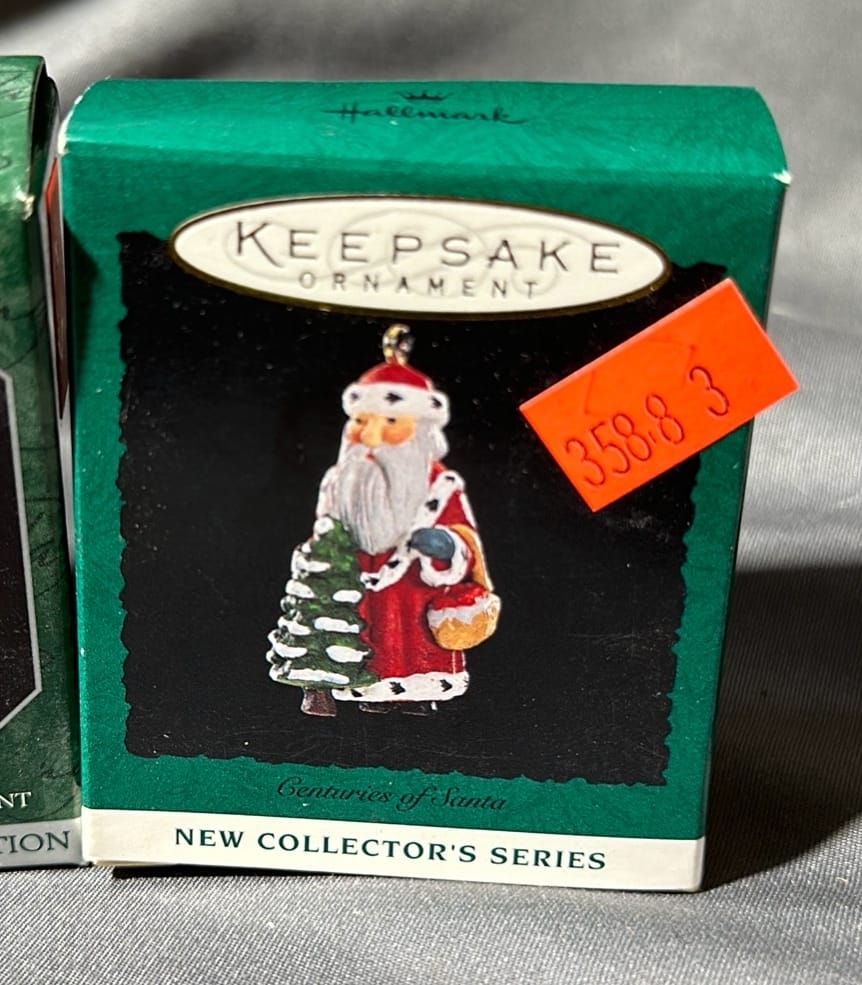 Hallmark
KEEPSAKE
ORNAMENT
358.8 3
Centuries of Santa
NEW COLLECTOR'S SERIES
NT
TION